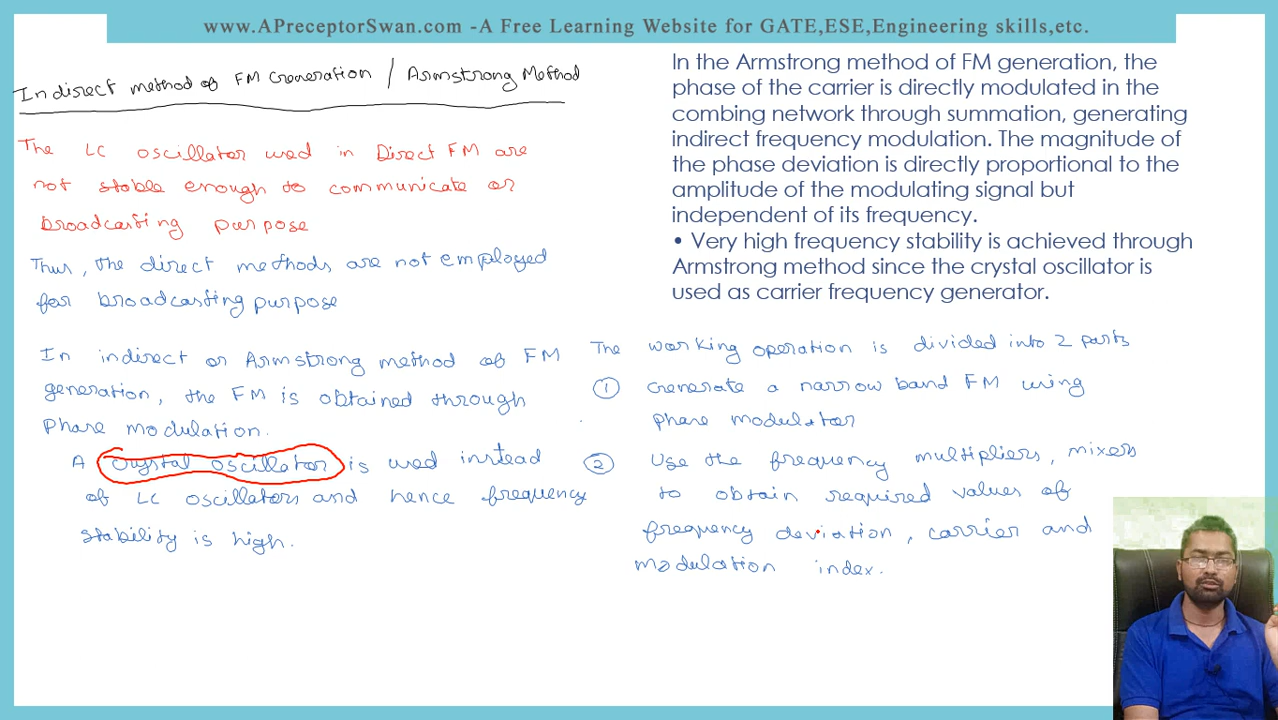 www.APreceptorSwan.com -A Free Learning Website for GATE,ESE,Engineering skills,etc.
Indirect method of FM Generation / Armstrong Method
The LC oscillator used in Direct FM are
not stable enough to communicate or
broadcasting purpose
Thus, the direct methods are not employed
for broadcasting purpose
In indirect or Armstrong method of FM
generation, the FM is obtained through
Phase modulation.
A crystal oscillator is used instead
of LC oscillators and hence frequency
stability is high.
In the Armstrong method of FM generation, the
phase of the carrier is directly modulated in the
combing network through summation, generating
indirect frequency modulation. The magnitude of
the phase deviation is directly proportional to the
amplitude of the modulating signal but
independent of its frequency.
• Very high frequency stability is achieved through
Armstrong method since the crystal oscillator is
used as carrier frequency generator.
The working operation is divided into 2 parts
① Generate a narrow band FM using
phase modulator
② Use the frequency multipliers, mixers
to obtain required values of
frequency deviation, carrier and
modulation index.